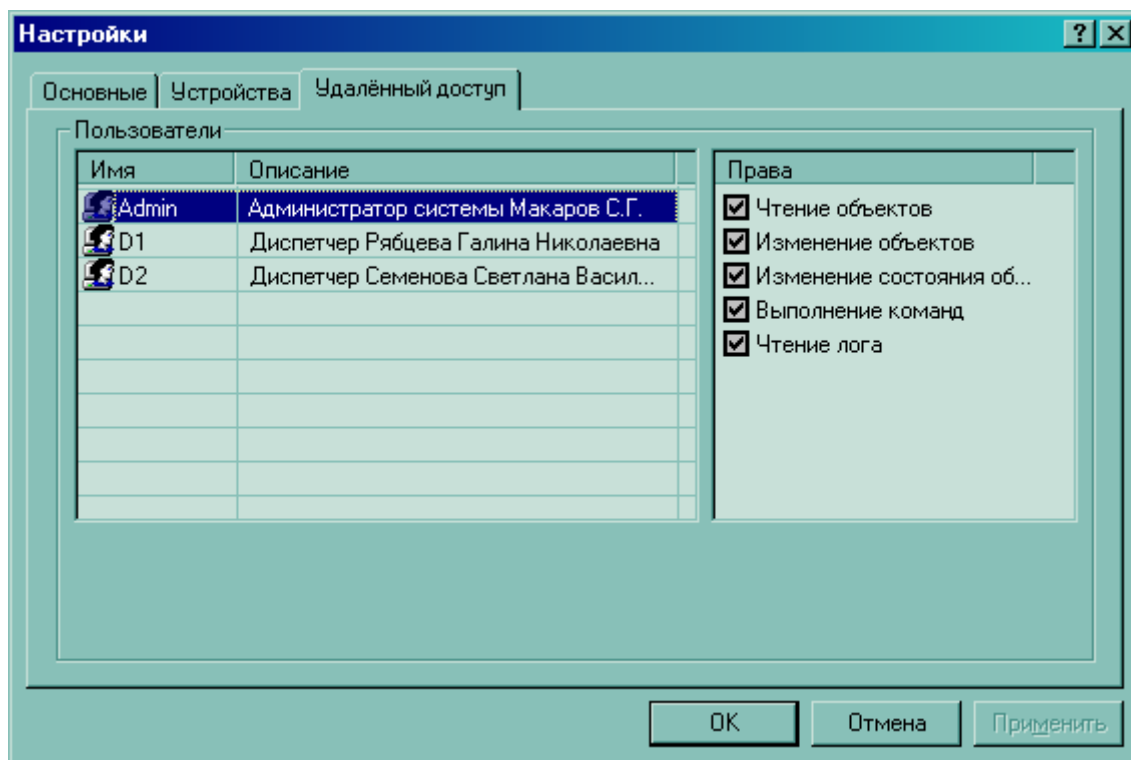 Настройки
Основные Устройства Удалённый доступ
Пользователи
Имя Описание Права
Admin Администратор системы Макаров С.Г. Чтение объектов
D1 Диспетчер Рябцева Галина Николаевна Изменение объектов
D2 Диспетчер Семенова Светлана Васил... Изменение состояния об...
Выполнение команд
Чтение лога
OK Отмена Применить